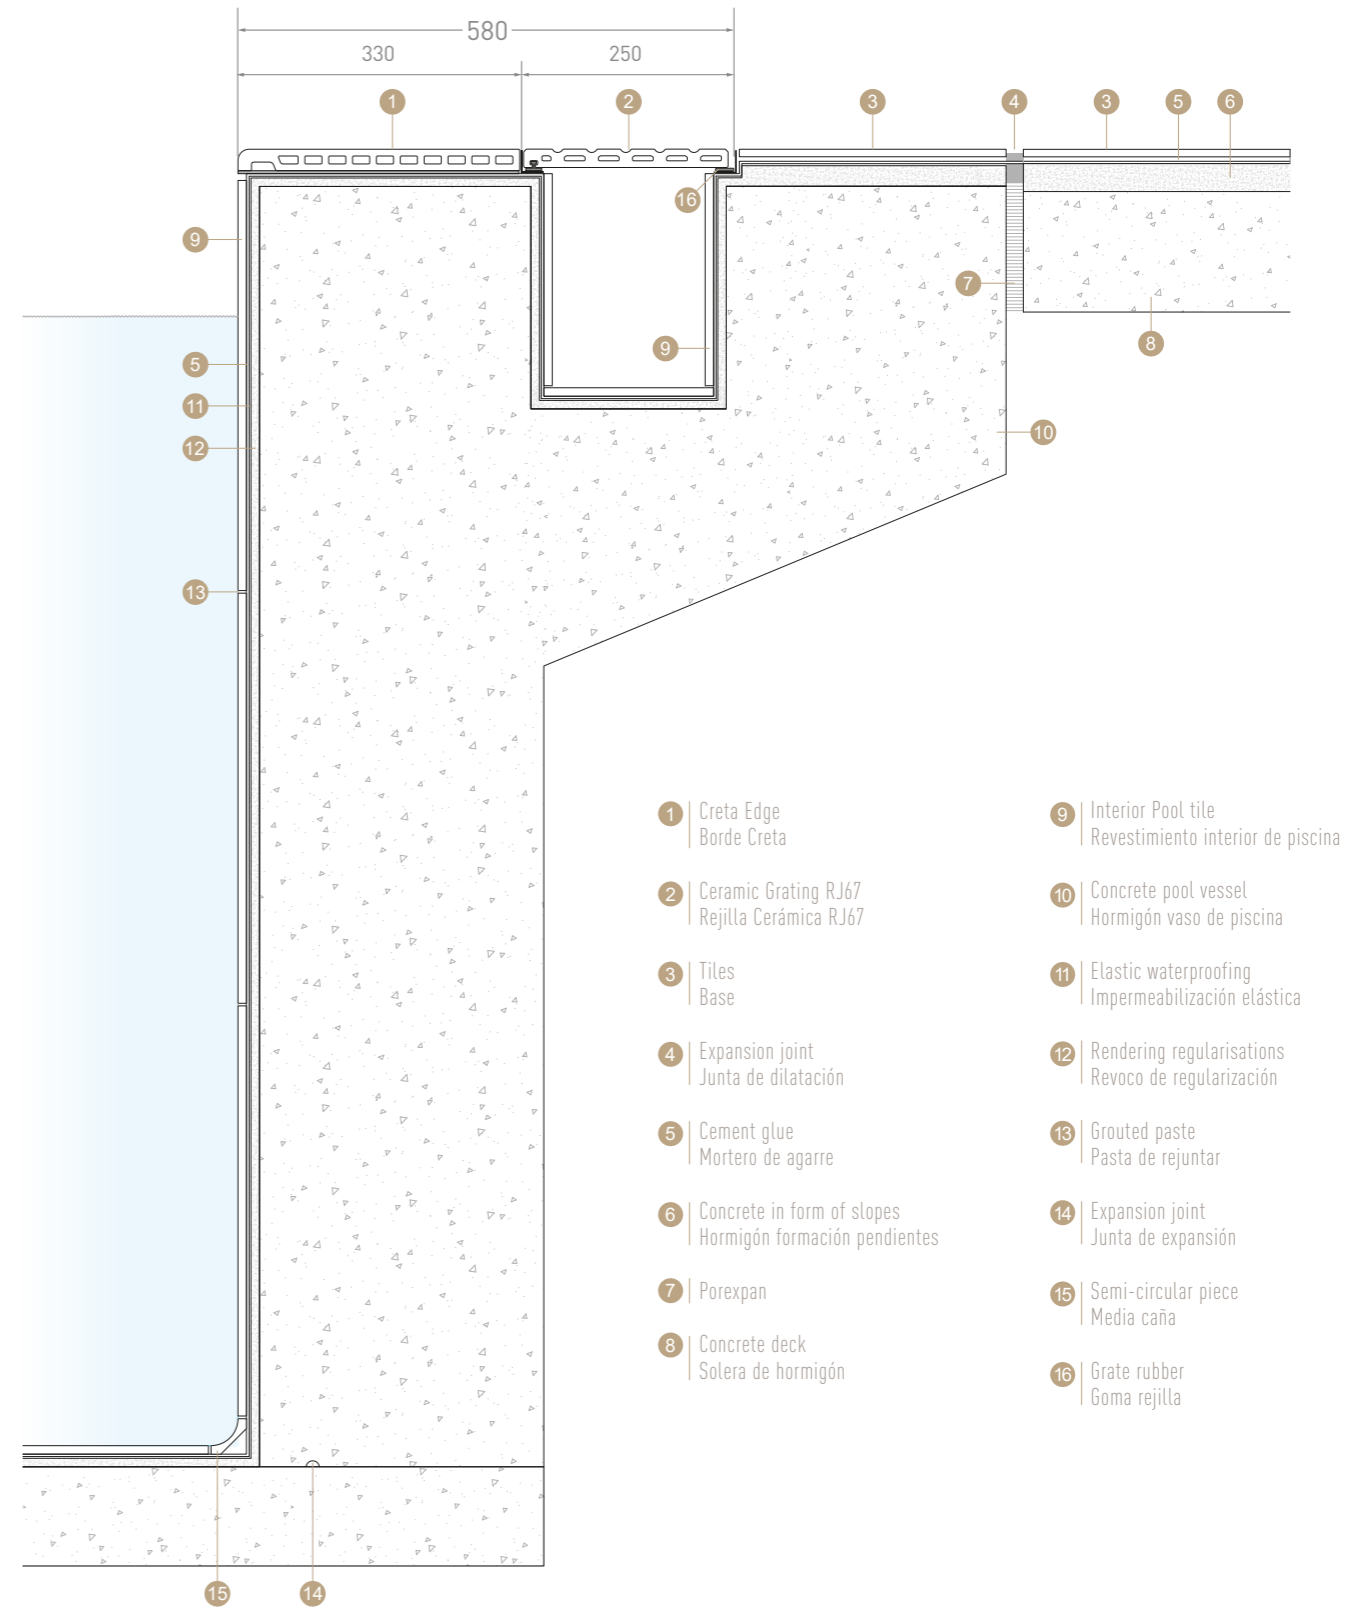 580
330 250
1 2 3 4 3 5 6
16
9
7
8
9
5
11
10
12
13
1 Creta Edge
Borde Creta
2 Ceramic Grating RJ67
Rejilla Cerámica RJ67
3 Tiles
Base
4 Expansion joint
Junta de dilatación
5 Cement glue
Mortero de agarre
6 Concrete in form of slopes
Hormigón formación pendientes
7 Porexpan
8 Concrete deck
Solera de hormigón
9 Interior Pool tile
Revestimiento interior de piscina
10 Concrete pool vessel
Hormigón vaso de piscina
11 Elastic waterproofing
Impermeabilización elástica
12 Rendering regularisations
Revoco de regularización
13 Grouted paste
Pasta de rejuntar
14 Expansion joint
Junta de expansión
15 Semi-circular piece
Media caña
16 Grate rubber
Goma rejilla
15 14